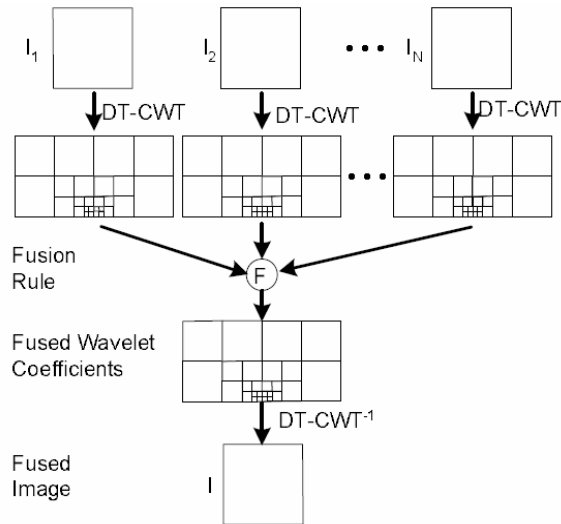 I1 I2 ••• IN
DT-CWT DT-CWT DT-CWT
•••
Fusion
Rule
F
Fused Wavelet
Coefficients
DT-CWT-1
Fused
Image
I